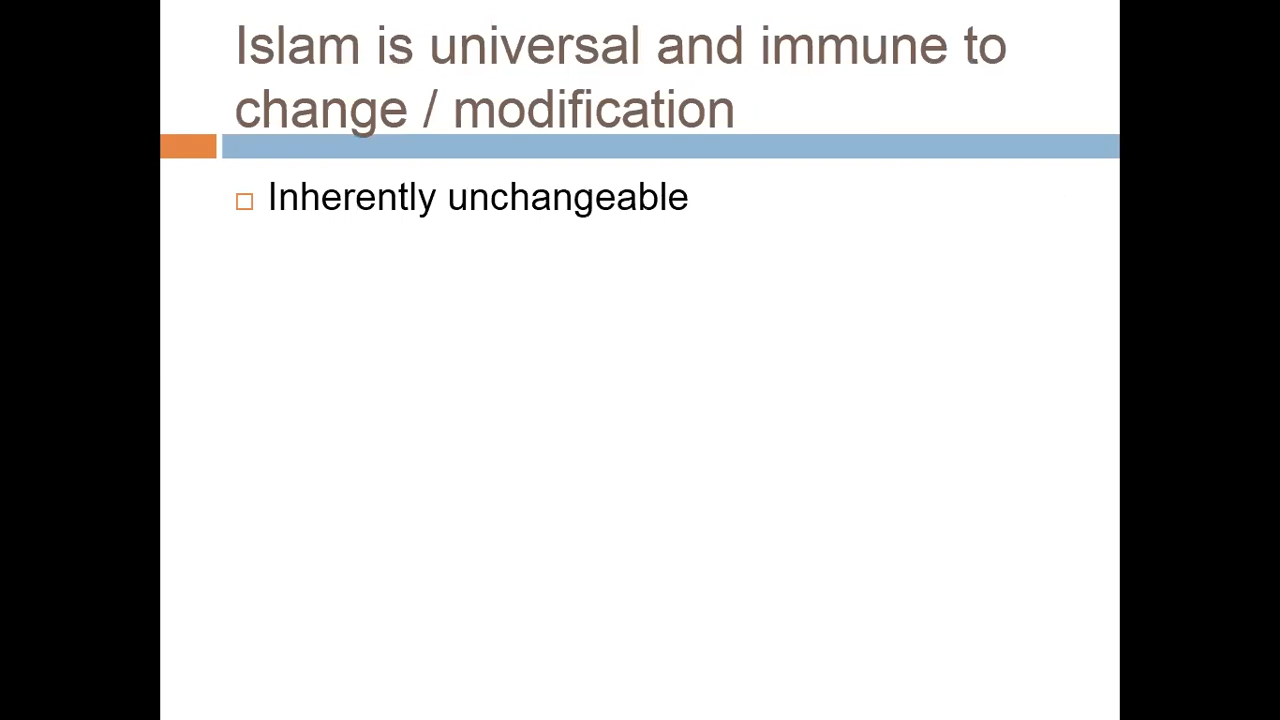 Islam is universal and immune to
change / modification
Inherently unchangeable